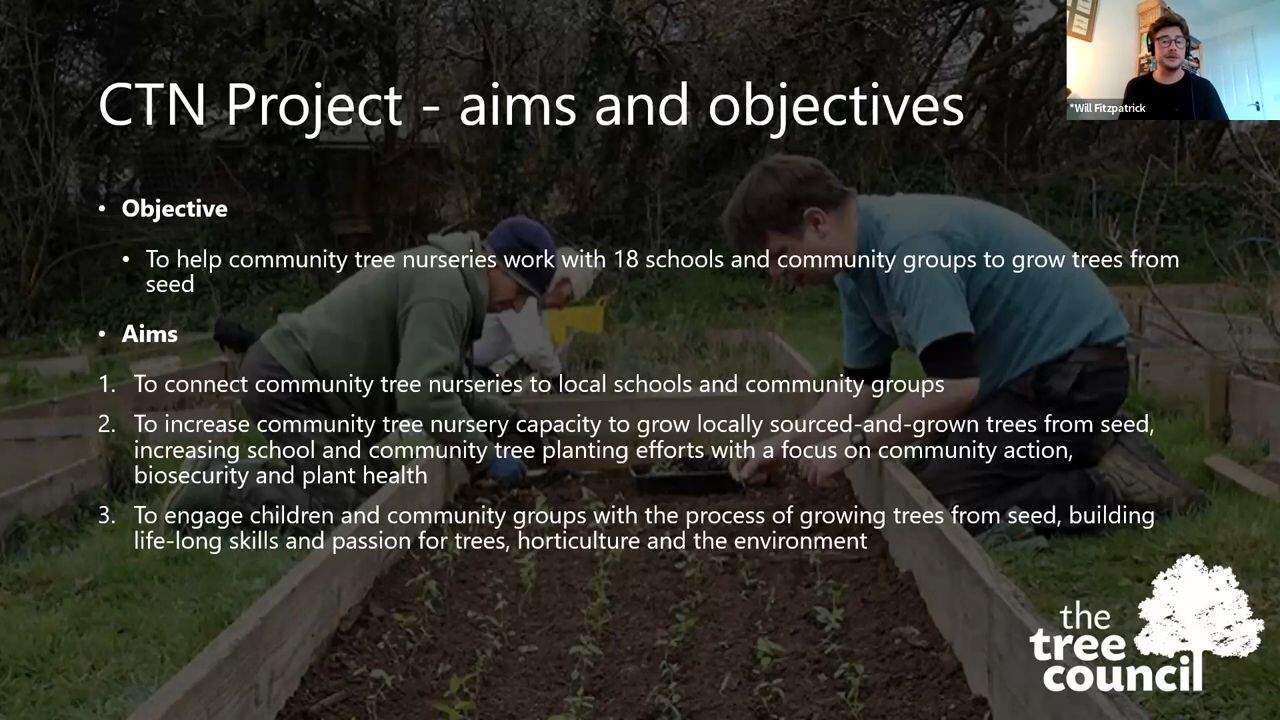 *Will Fitzpatrick
CTN Project - aims and objectives
• Objective
• To help community tree nurseries work with 18 schools and community groups to grow trees from
seed
• Aims
1. To connect community tree nurseries to local schools and community groups
2. To increase community tree nursery capacity to grow locally sourced-and-grown trees from seed,
increasing school and community tree planting efforts with a focus on community action,
biosecurity and plant health
3. To engage children and community groups with the process of growing trees from seed, building
life-long skills and passion for trees, horticulture and the environment
the
tree
council